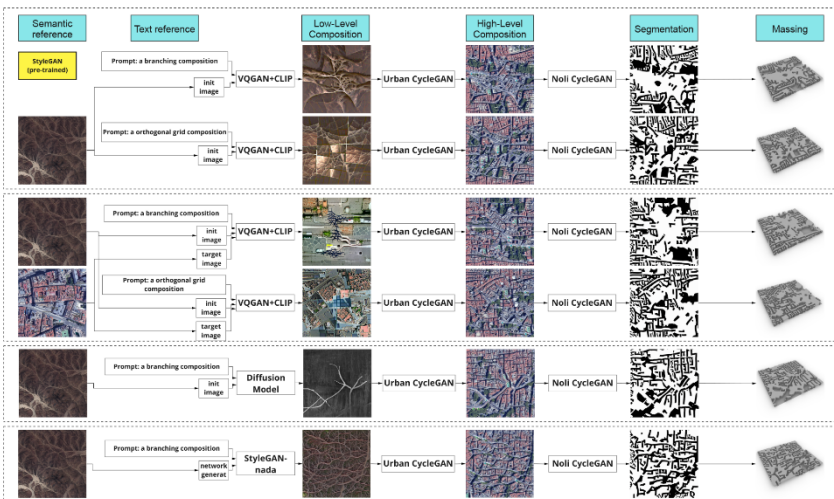 Semantic reference
Text reference
Low-Level Composition
High-Level Composition
Segmentation
Massing
StyleGAN (pre-trained)
Prompt: a branching composition
init image
VQGAN+CLIP
Urban CycleGAN
Noli CycleGAN
Prompt: a orthogonal grid composition
init image
VQGAN+CLIP
Urban CycleGAN
Noli CycleGAN
Prompt: a branching composition
init image
target image
VQGAN+CLIP
Urban CycleGAN
Noli CycleGAN
Prompt: a orthogonal grid composition
init image
target image
VQGAN+CLIP
Urban CycleGAN
Noli CycleGAN
Prompt: a branching composition
init image
Diffusion Model
Urban CycleGAN
Noli CycleGAN
Prompt: a branching composition
network generat
StyleGAN-nada
Urban CycleGAN
Noli CycleGAN